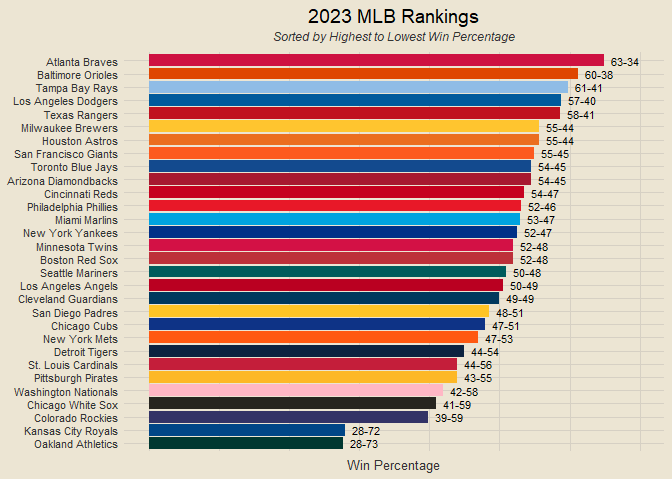 2023 MLB Rankings
Sorted by Highest to Lowest Win Percentage
Atlanta Braves 63-34
Baltimore Orioles 60-38
Tampa Bay Rays 61-41
Los Angeles Dodgers 57-40
Texas Rangers 58-41
Milwaukee Brewers 55-44
Houston Astros 55-44
San Francisco Giants 55-45
Toronto Blue Jays 54-45
Arizona Diamondbacks 54-45
Cincinnati Reds 54-47
Philadelphia Phillies 52-46
Miami Marlins 53-47
New York Yankees 52-47
Minnesota Twins 52-48
Boston Red Sox 52-48
Seattle Mariners 50-48
Los Angeles Angels 50-49
Cleveland Guardians 49-49
San Diego Padres 48-51
Chicago Cubs 47-51
New York Mets 47-53
Detroit Tigers 44-54
St. Louis Cardinals 44-56
Pittsburgh Pirates 43-55
Washington Nationals 42-58
Chicago White Sox 41-59
Colorado Rockies 39-59
Kansas City Royals 28-72
Oakland Athletics 28-73
Win Percentage